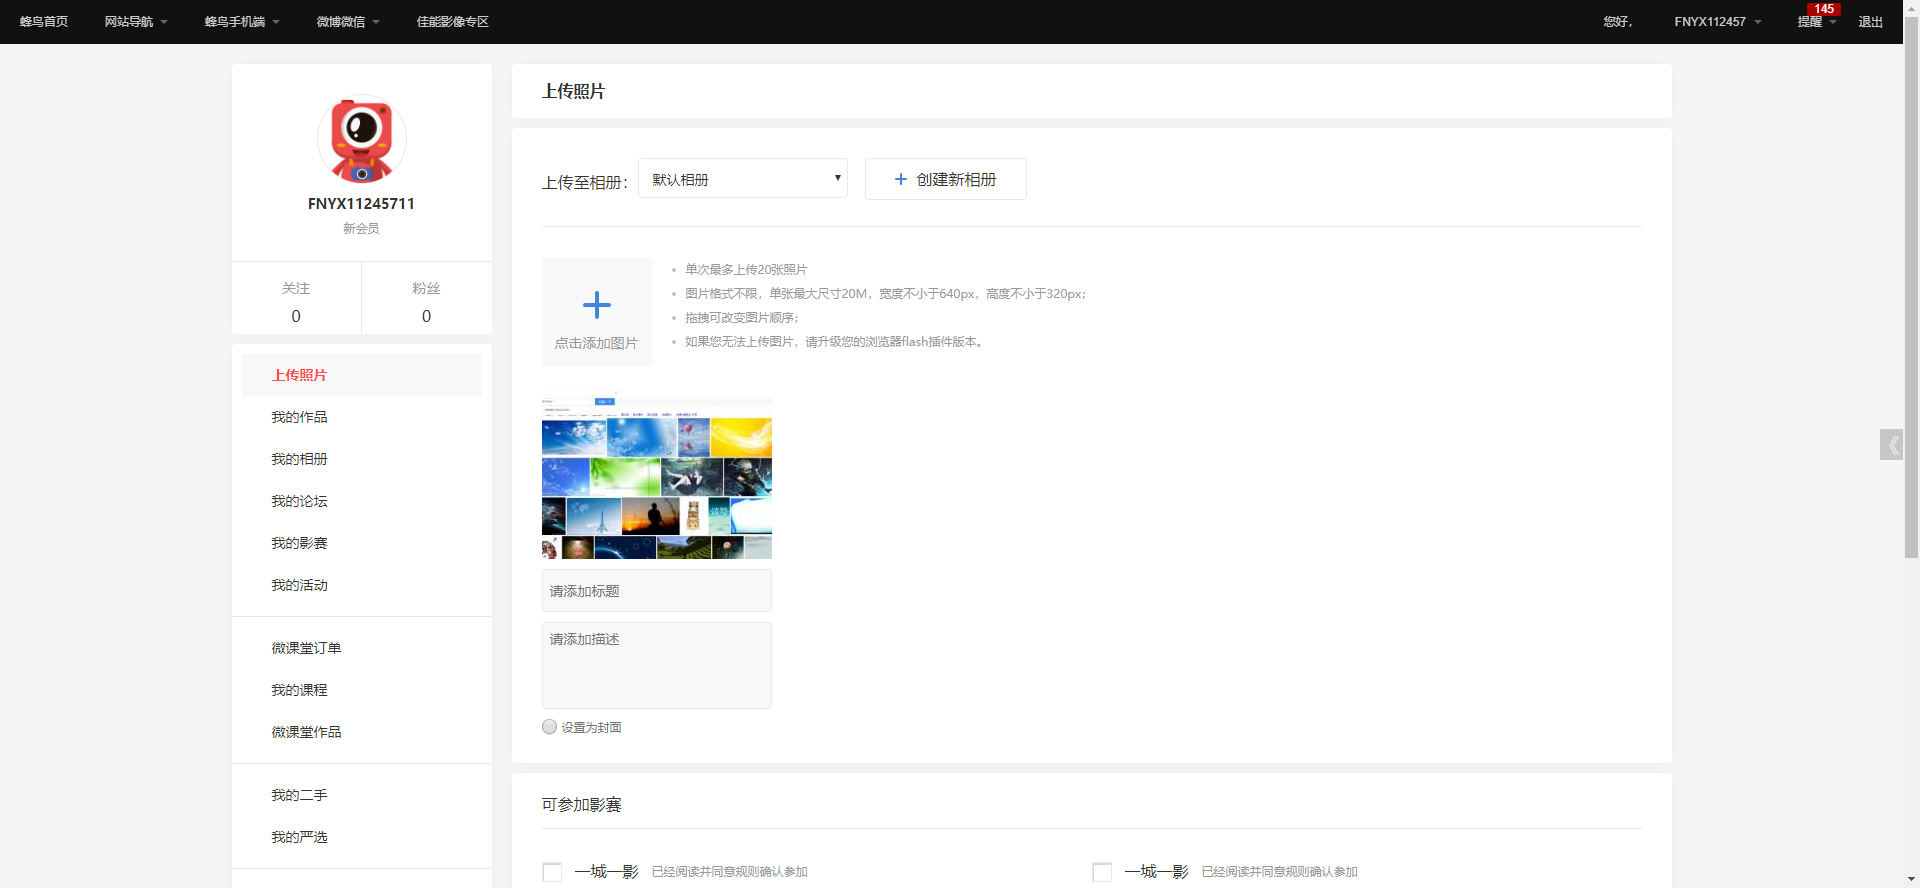 蜂鸟首页 网站导航 蜂鸟手机端 微博微信 佳能影像专区 您好， FNYX112457 提醒 145 退出
FNYX11245711
新会员
关注 粉丝
0 0
上传照片
我的作品
我的相册
我的论坛
我的影赛
我的活动
微课堂订单
我的课程
微课堂作品
我的二手
我的严选
上传照片
上传至相册： 默认相册 + 创建新相册
点击添加图片
单次最多上传20张照片
图片格式不限，单张最大尺寸20M，宽度不小于640px，高度不小于320px；
拖拽可改变图片顺序；
如果您无法上传图片，请升级您的浏览器flash插件版本。
请添加标题
请添加描述
设置为封面
可参加影赛
一城一影 已经阅读并同意规则确认参加 一城一影 已经阅读并同意规则确认参加